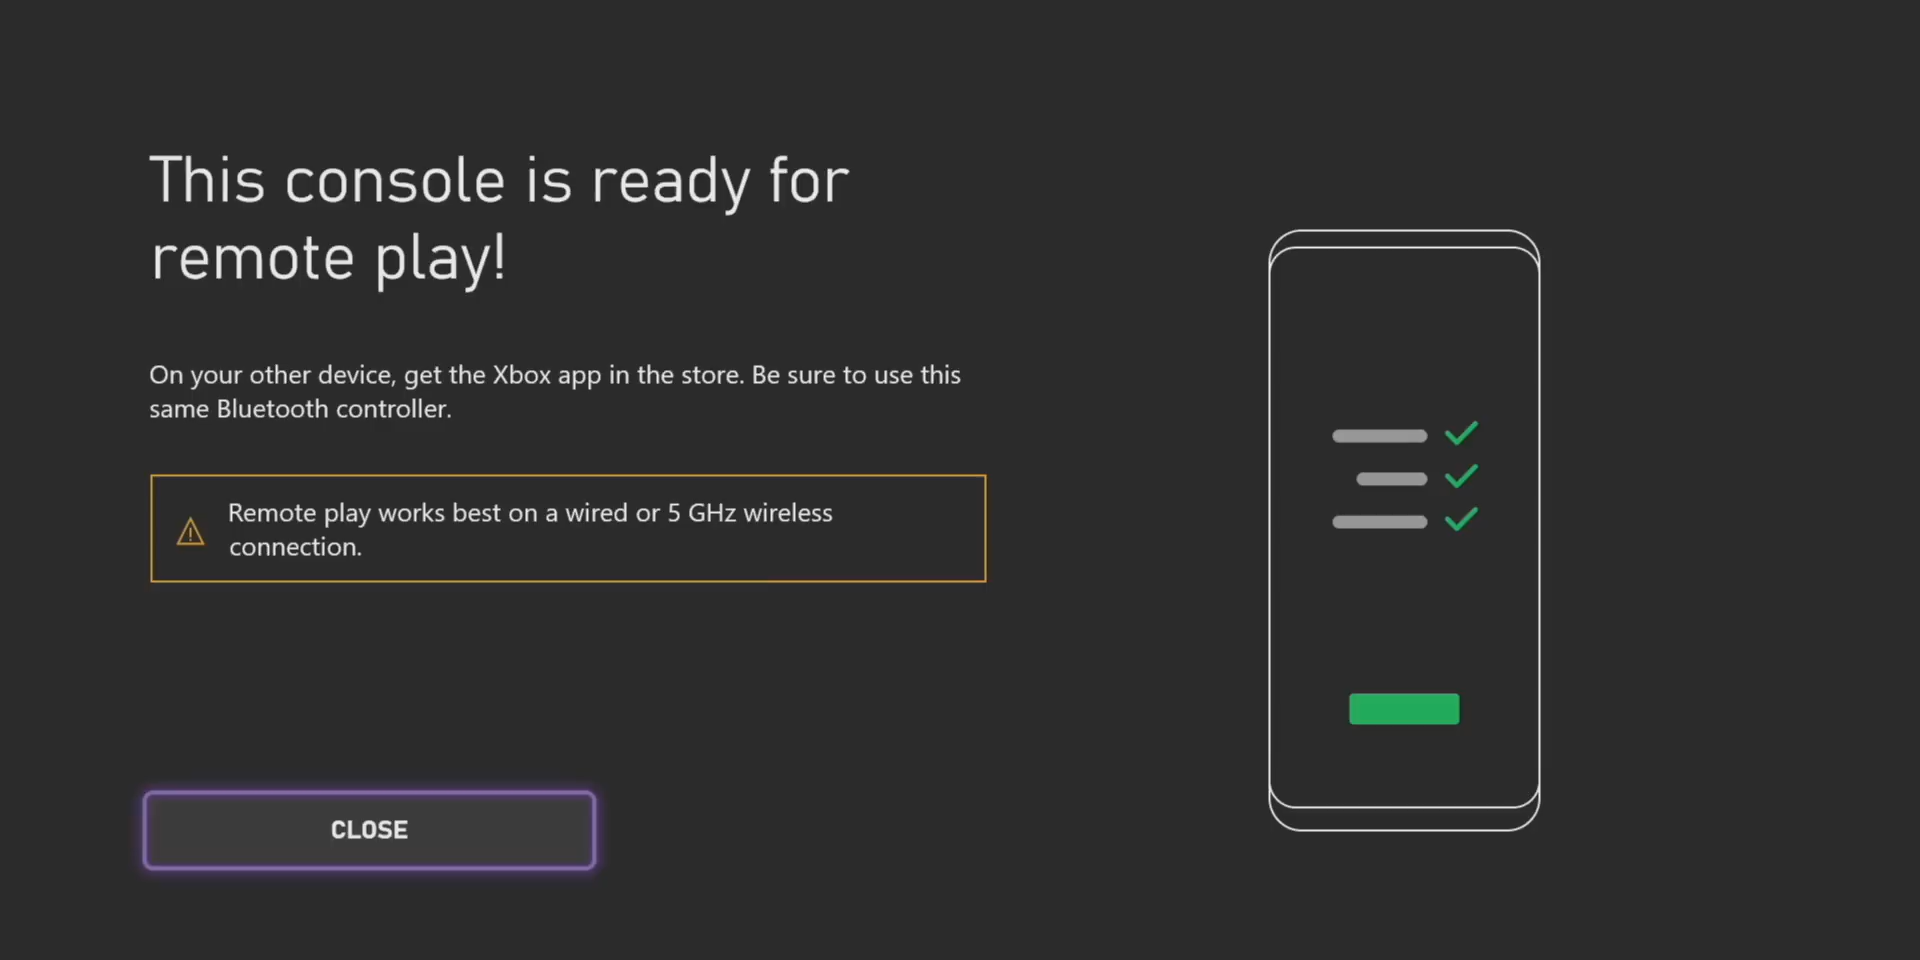 This console is ready for
remote play!
On your other device, get the Xbox app in the store. Be sure to use this
same Bluetooth controller.
Remote play works best on a wired or 5 GHz wireless
connection.
CLOSE